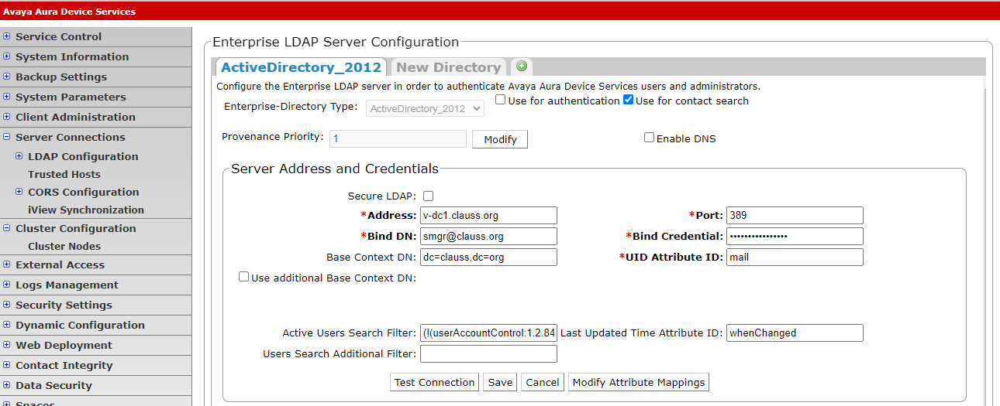 Avaya Aura Device Services
Service Control
System Information
Backup Settings
System Parameters
Client Administration
Server Connections
LDAP Configuration
Trusted Hosts
CORS Configuration
iView Synchronization
Cluster Configuration
Cluster Nodes
External Access
Logs Management
Security Settings
Dynamic Configuration
Web Deployment
Contact Integrity
Data Security
Spaces
Enterprise LDAP Server Configuration
ActiveDirectory_2012 New Directory
Configure the Enterprise LDAP server in order to authenticate Avaya Aura Device Services users and administrators.
Enterprise-Directory Type: ActiveDirectory_2012 Use for authentication Use for contact search
Provenance Priority: 1 Modify Enable DNS
Server Address and Credentials
Secure LDAP:
*Address: v-dc1.clauss.org *Port: 389
*Bind DN: smgr@clauss.org *Bind Credential: ••••••••••••••••
Base Context DN: dc=clauss,dc=org *UID Attribute ID: mail
Use additional Base Context DN:
Active Users Search Filter: (!(userAccountControl:1.2.84 Last Updated Time Attribute ID: whenChanged
Users Search Additional Filter:
Test Connection Save Cancel Modify Attribute Mappings